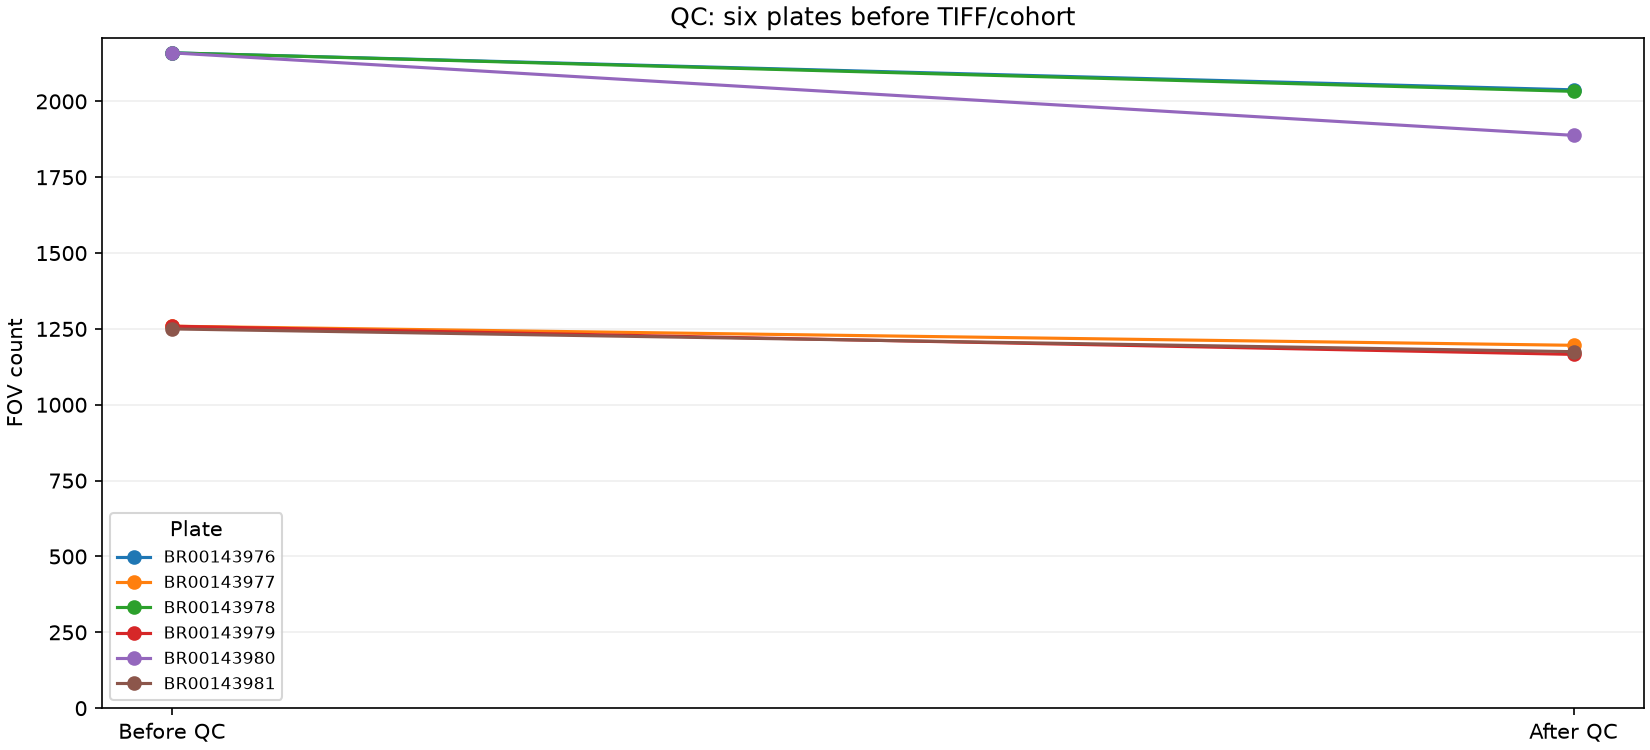 QC: six plates before TIFF/cohort
FOV count
2000
1750
1500
1250
1000
750
500
250
0
Plate
BR00143976
BR00143977
BR00143978
BR00143979
BR00143980
BR00143981
Before QC
After QC